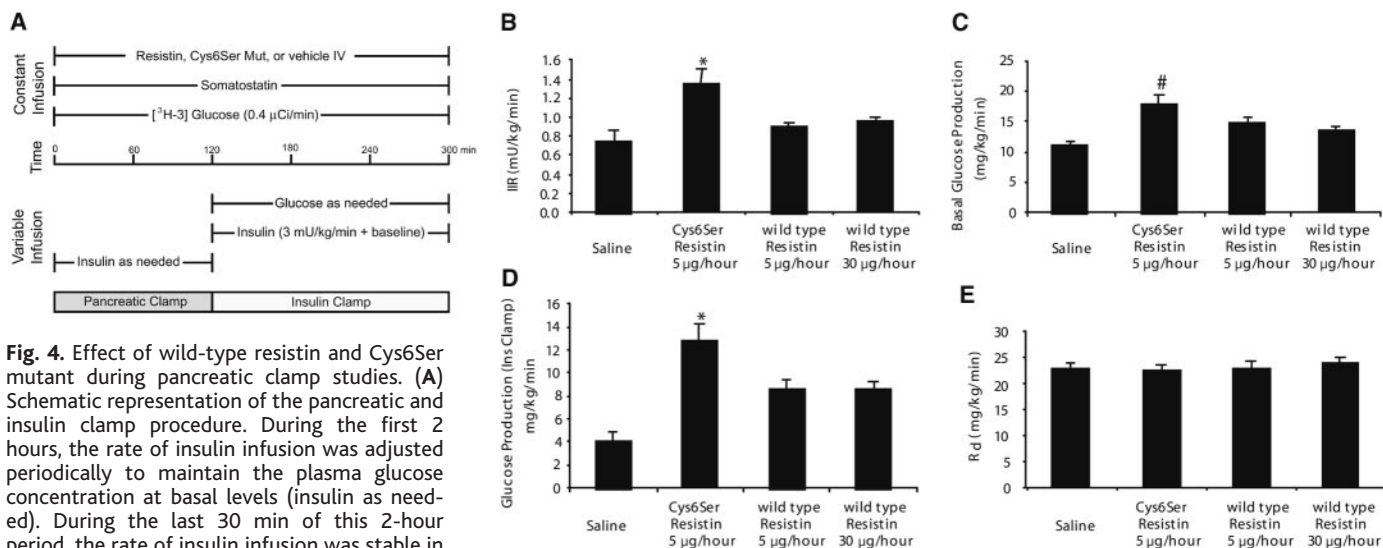 A
Constant Infusion
Resistin, Cys6Ser Mut, or vehicle IV
Somatostatin
[³H-3] Glucose (0.4 μCi/min)
Time
0 60 120 180 240 300 min
Variable Infusion
Glucose as needed
Insulin (3 mU/kg/min + baseline)
Insulin as needed
Pancreatic Clamp Insulin Clamp
Fig. 4. Effect of wild-type resistin and Cys6Ser
mutant during pancreatic clamp studies. (A)
Schematic representation of the pancreatic and
insulin clamp procedure. During the first 2
hours, the rate of insulin infusion was adjusted
periodically to maintain the plasma glucose
concentration at basal levels (insulin as need-
ed). During the last 30 min of this 2-hour
period, the rate of insulin infusion was stable in
B
IIR (mU/kg/min)
1.6
1.4
1.2
1.0
0.8
0.6
0.4
0.2
0.0
*
Saline
Cys6Ser
Resistin
5 μg/hour
wild type
Resistin
5 μg/hour
wild type
Resistin
30 μg/hour
C
Basal Glucose Production
(mg/kg/min)
25
20
15
10
5
0
#
Saline
Cys6Ser
Resistin
5 μg/hour
wild type
Resistin
5 μg/hour
wild type
Resistin
30 μg/hour
D
Glucose Production (Ins Clamp)
mg/kg/min
16
14
12
10
8
6
4
2
0
*
Saline
Cys6Ser
Resistin
5 μg/hour
wild type
Resistin
5 μg/hour
wild type
Resistin
30 μg/hour
E
Rd (mg/kg/min)
30
25
20
15
10
5
0
Saline
Cys6Ser
Resistin
5 μg/hour
wild type
Resistin
5 μg/hour
wild type
Resistin
30 μg/hour